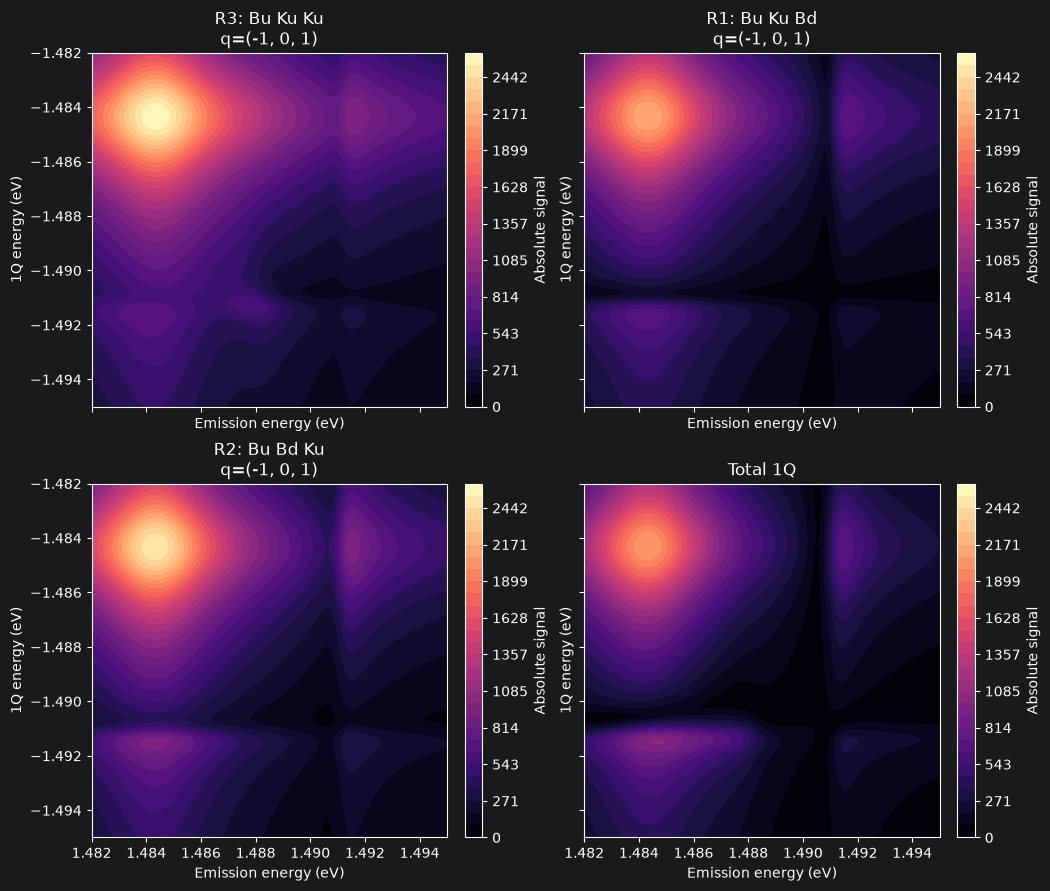 R3: Bu Ku Ku
q=(-1, 0, 1)
−1.482
−1.484
−1.486
−1.488
−1.490
−1.492
−1.494
1Q energy (eV)
Emission energy (eV)
2442
2171
1899
1628
1357
1085
814
543
271
0
Absolute signal
R1: Bu Ku Bd
q=(-1, 0, 1)
1Q energy (eV)
Emission energy (eV)
2442
2171
1899
1628
1357
1085
814
543
271
0
Absolute signal
R2: Bu Bd Ku
q=(-1, 0, 1)
−1.482
−1.484
−1.486
−1.488
−1.490
−1.492
−1.494
1Q energy (eV)
1.482 1.484 1.486 1.488 1.490 1.492 1.494
Emission energy (eV)
2442
2171
1899
1628
1357
1085
814
543
271
0
Absolute signal
Total 1Q
1Q energy (eV)
1.482 1.484 1.486 1.488 1.490 1.492 1.494
Emission energy (eV)
2442
2171
1899
1628
1357
1085
814
543
271
0
Absolute signal